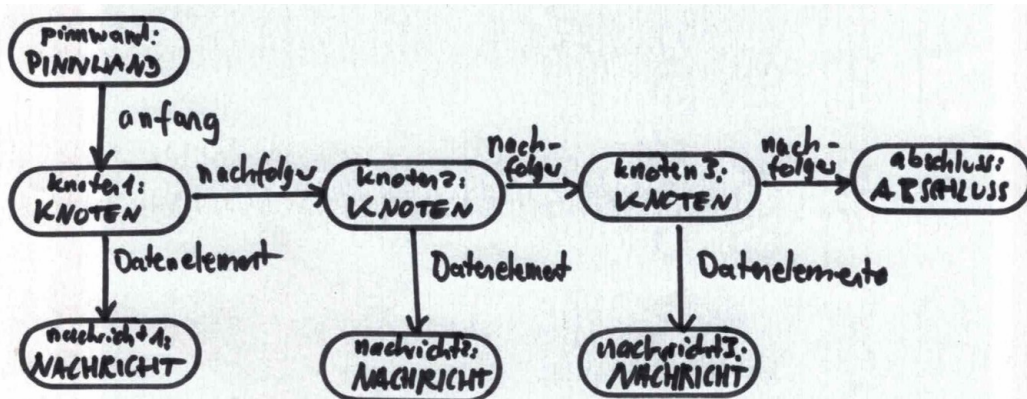 pinnwand:
PINNWAND
anfang
knoten1:
KNOTEN
nachfolger
knoten2:
KNOTEN
nach-
folger
knoten3:
KNOTEN
nach-
folger
abschluss:
ABSCHLUSS
Datenelement
Datenelement
Datenelemente
nachricht1:
NACHRICHT
nachricht2:
NACHRICHT
nachricht3:
NACHRICHT